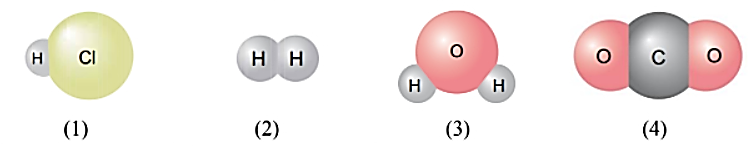 H Cl H H O H H O C O
(1) (2) (3) (4)